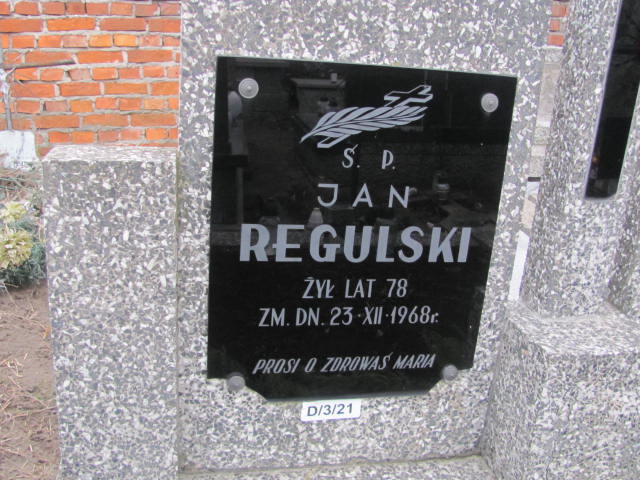 Ś. P.
JAN
REGULSKI
ŻYŁ LAT 78
ZM. DN. 23·XII·1968r.
PROSI O ZDROWAŚ MARIA
D/3/21